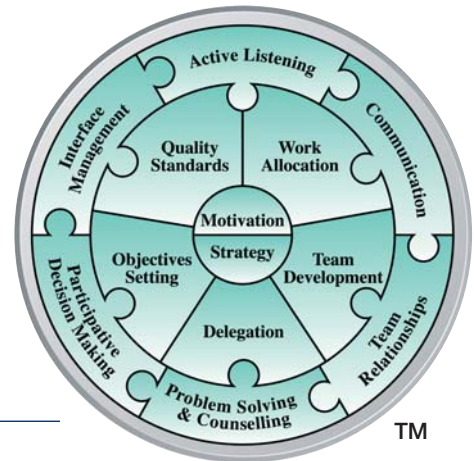 Active Listening
Communication
Team
Relationships
Problem Solving
& Counselling
Participative
Decision Making
Interface
Management
Quality
Standards
Work
Allocation
Team
Development
Delegation
Objectives
Setting
Motivation
Strategy
TM